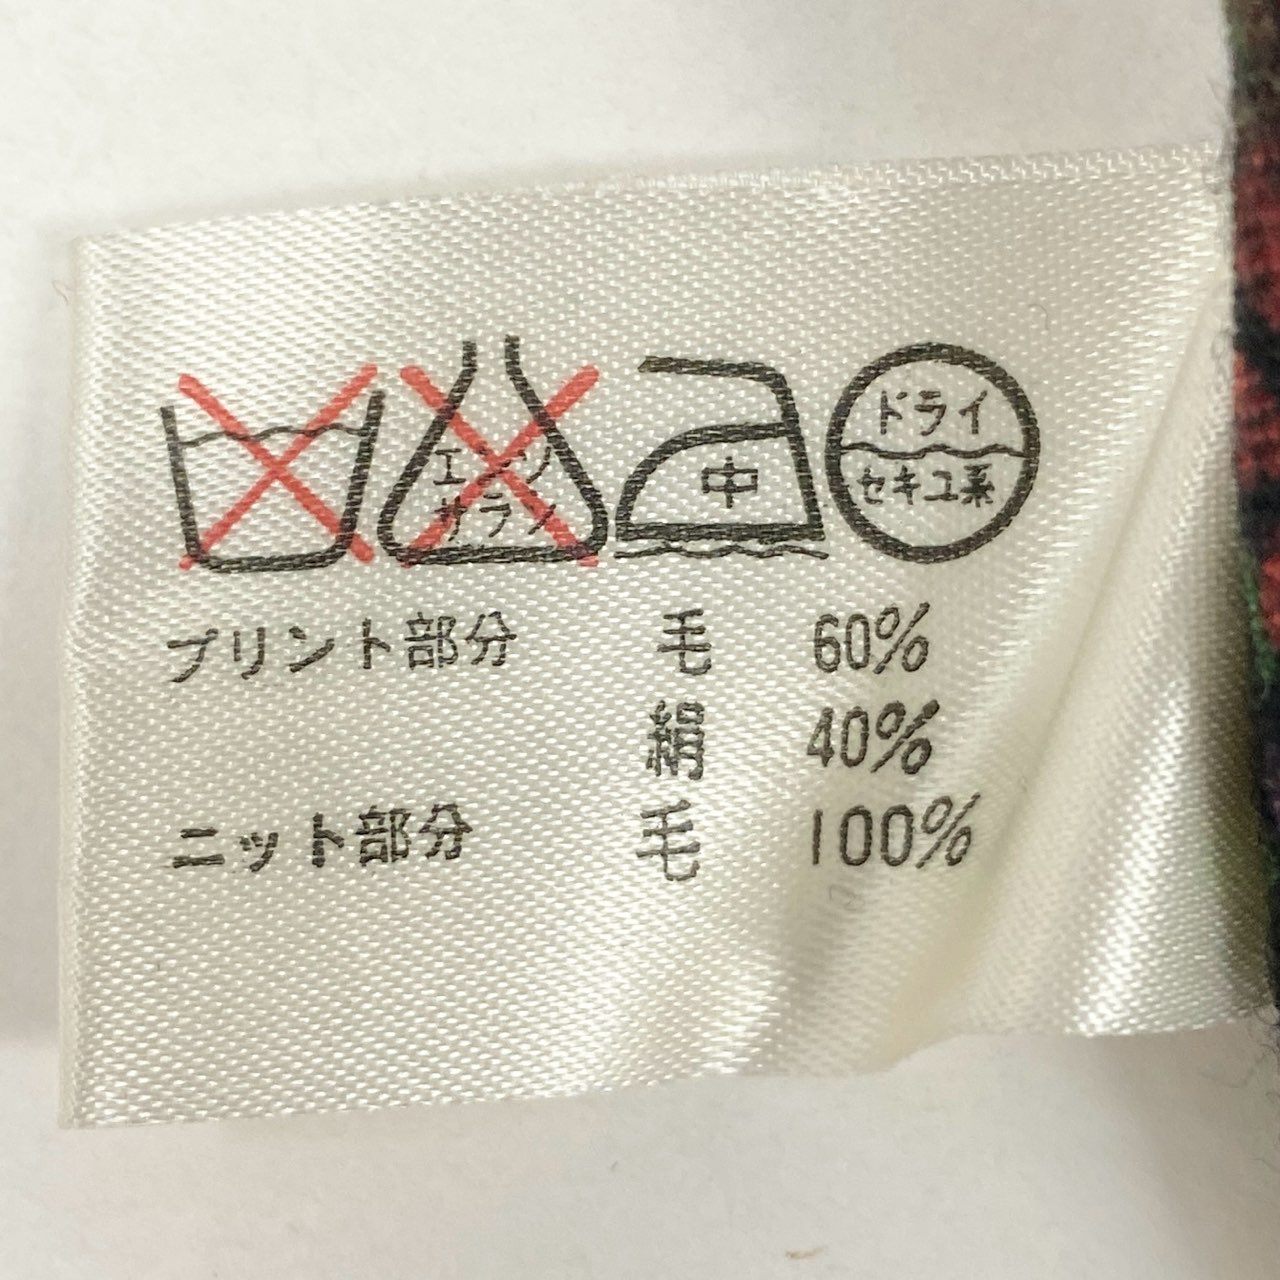 エンソ
サラシ
中
ドライ
セキユ系
プリント部分 毛 60%
絹 40%
ニット部分 毛 100%